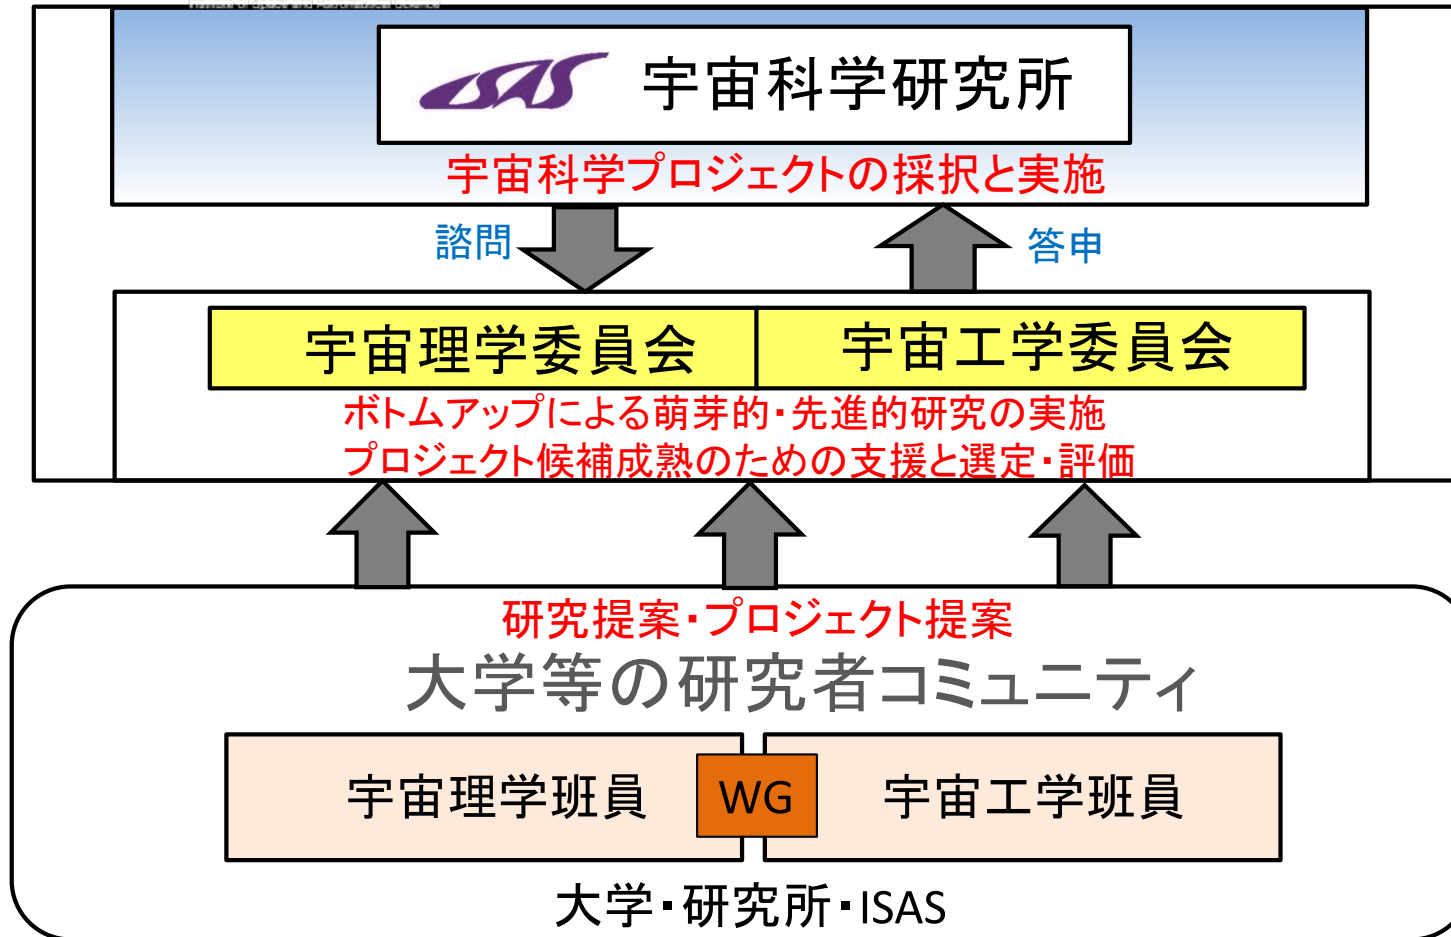 Institute of Space and Astronautical Science
ISAS 宇宙科学研究所
宇宙科学プロジェクトの採択と実施
諮問
答申
宇宙理学委員会
宇宙工学委員会
ボトムアップによる萌芽的・先進的研究の実施
プロジェクト候補成熟のための支援と選定・評価
研究提案・プロジェクト提案
大学等の研究者コミュニティ
宇宙理学班員
WG
宇宙工学班員
大学・研究所・ISAS